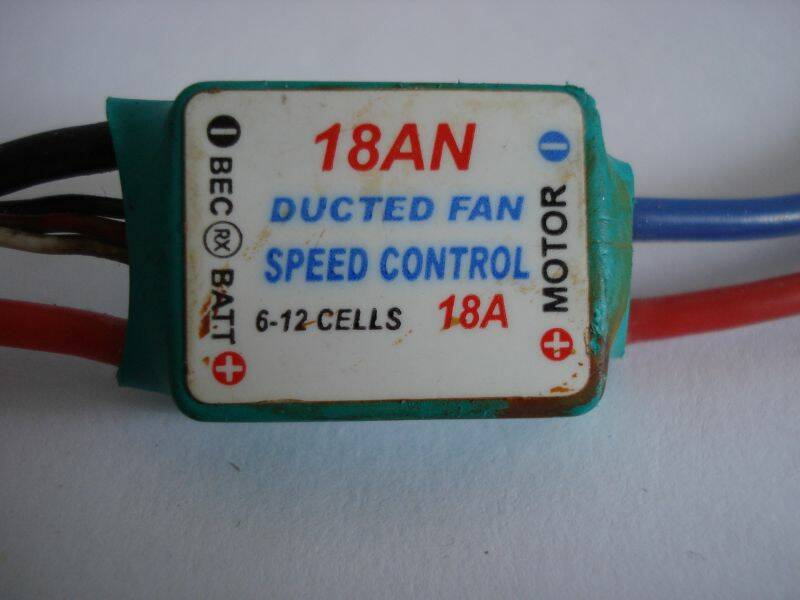 18AN
DUCTED FAN
SPEED CONTROL
6-12 CELLS 18A
BEC RX BATT
MOTOR